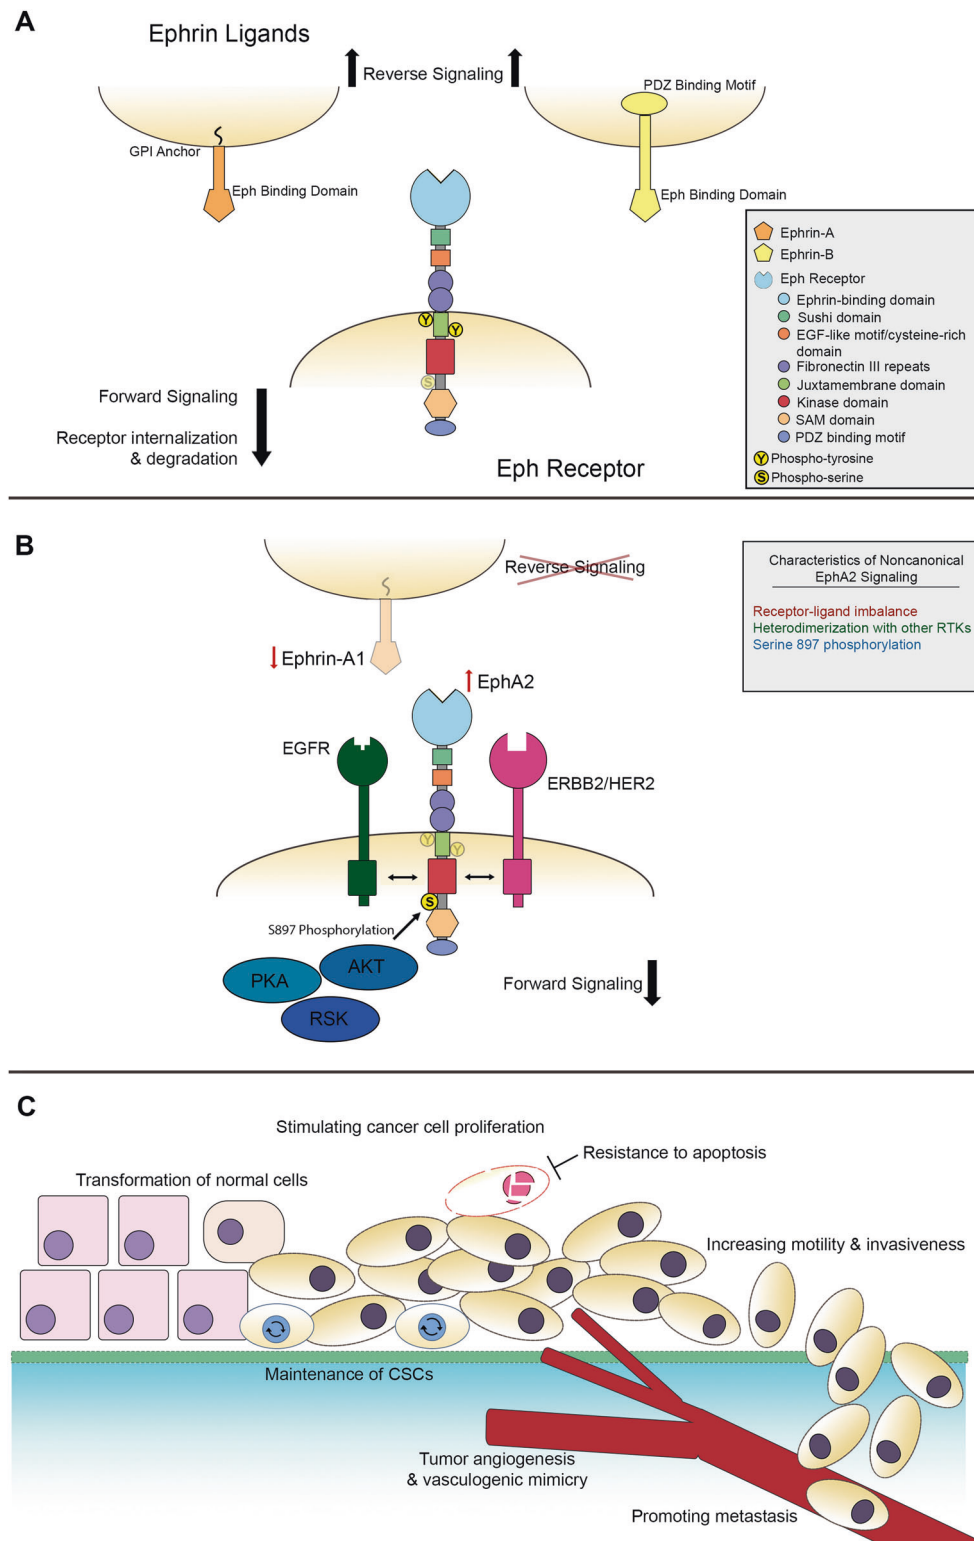 A
Ephrin Ligands
Reverse Signaling
PDZ Binding Motif
GPI Anchor
Eph Binding Domain
Eph Binding Domain
Ephrin-A
Ephrin-B
Eph Receptor
Ephrin-binding domain
Sushi domain
EGF-like motif/cysteine-rich
domain
Fibronectin III repeats
Juxtamembrane domain
Kinase domain
SAM domain
PDZ binding motif
Y Phospho-tyrosine
S Phospho-serine
Y
Y
S
Forward Signaling
Receptor internalization
& degradation
Eph Receptor
B
Reverse Signaling
Characteristics of Noncanonical
EphA2 Signaling
Receptor-ligand imbalance
Heterodimerization with other RTKs
Serine 897 phosphorylation
Ephrin-A1
EphA2
EGFR
ERBB2/HER2
Y
Y
S
S897 Phosphorylation
PKA
AKT
RSK
Forward Signaling
C
Stimulating cancer cell proliferation
Resistance to apoptosis
Transformation of normal cells
Increasing motility & invasiveness
Maintenance of CSCs
Tumor angiogenesis
& vasculogenic mimicry
Promoting metastasis